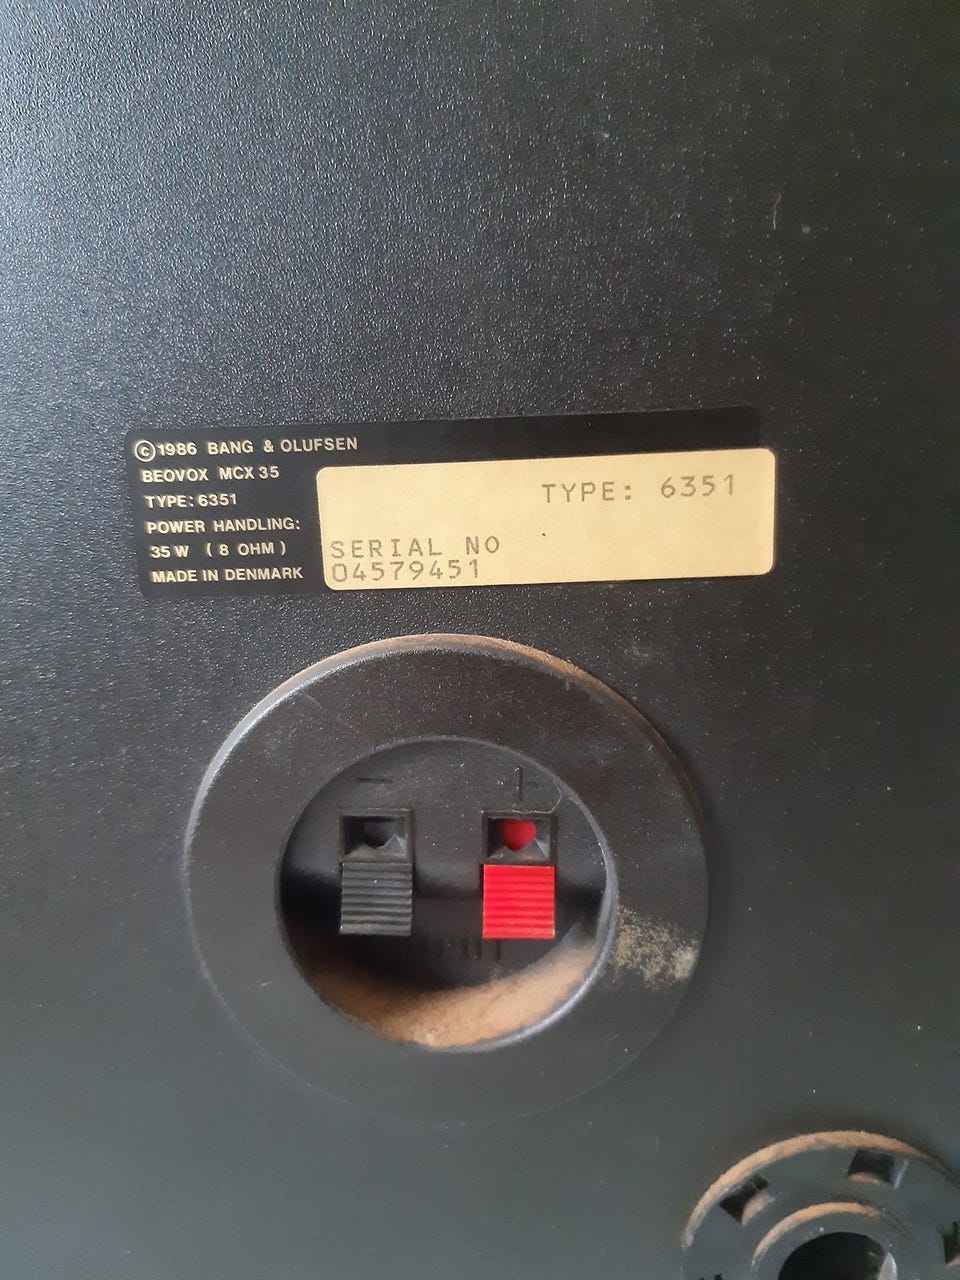 ©1986 BANG & OLUFSEN
BEOVOX MCX 35
TYPE: 6351
POWER HANDLING:
35 W ( 8 OHM )
MADE IN DENMARK
TYPE: 6351
SERIAL NO
04579451
− +
INPUT